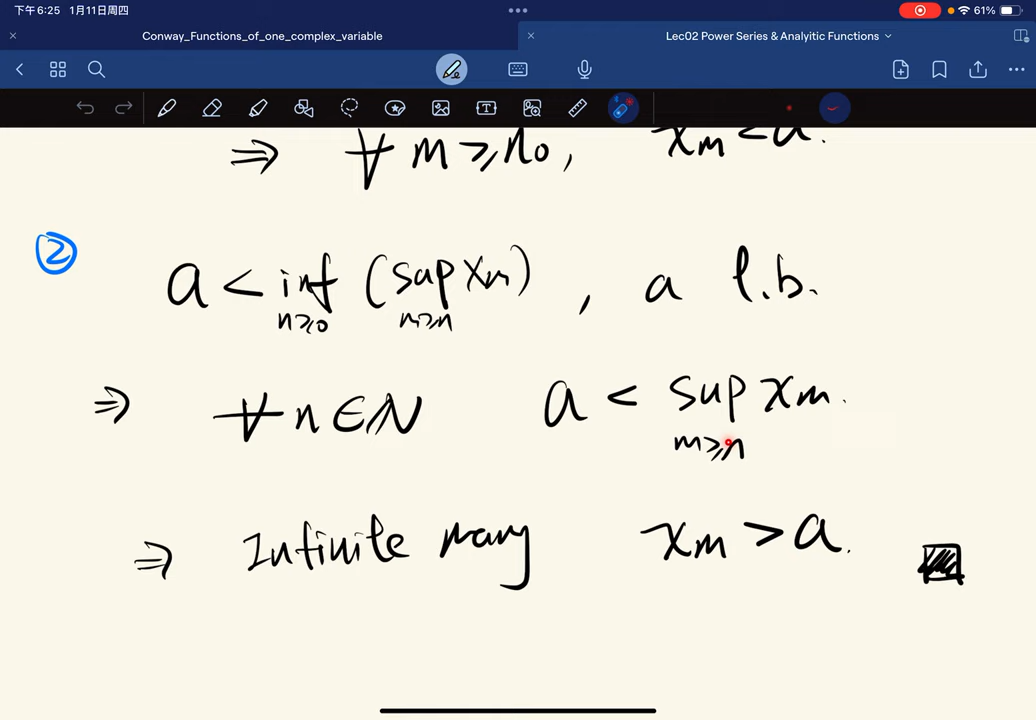 下午6:25 1月11日周四
61%
Conway_Functions_of_one_complex_variable
Lec02 Power Series & Analyitic Functions
⇒ ∀ m ≥ n₀, xₘ < a.
②
a < inf (sup xₘ), a l.b.
n≥0 m≥n
⇒ ∀ n ∈ N a < sup xₘ.
m≥n
⇒ Infinite many xₘ > a.